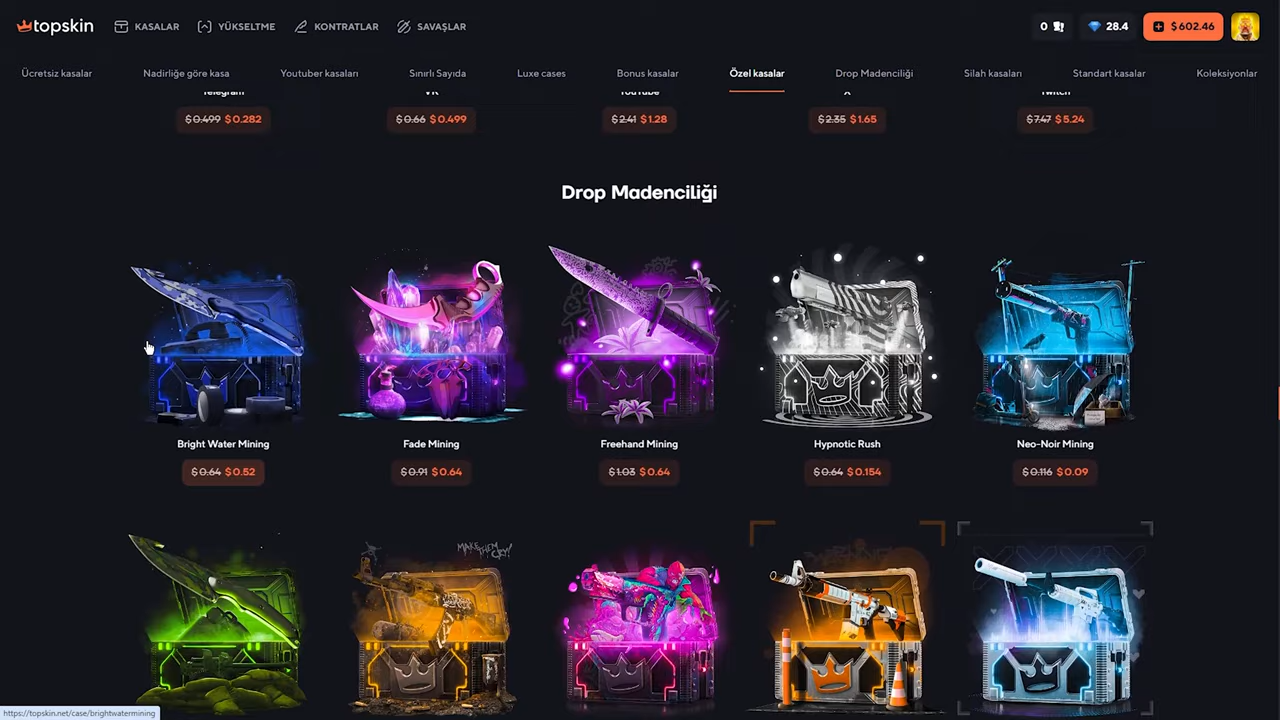 topskin KASALAR YÜKSELTME KONTRATLAR SAVAŞLAR 0 28.4 $602.46
Ücretsiz kasalar Nadirliğe göre kasa Youtuber kasaları Sınırlı Sayıda Luxe cases Bonus kasalar Özel kasalar Drop Madenciliği Silah kasaları Standart kasalar Koleksiyonlar
Telegram VK YouTube X Twitch
$0.499 $0.282 $0.66 $0.499 $2.41 $1.28 $2.35 $1.65 $7.47 $5.24
Drop Madenciliği
Bright Water Mining Fade Mining Freehand Mining Hypnotic Rush Neo-Noir Mining
$0.64 $0.52 $0.91 $0.64 $1.03 $0.64 $0.64 $0.154 $0.116 $0.09
MAKE THEM CRY!
https://topskin.net/case/brightwatermining